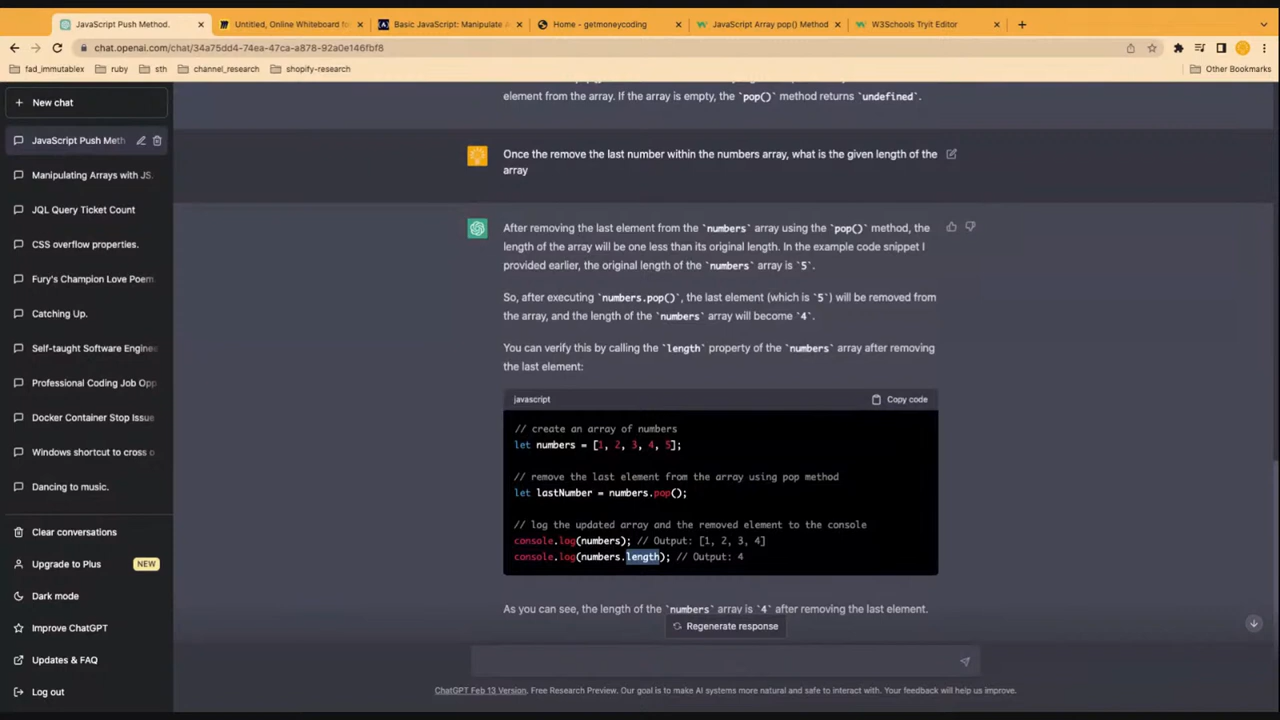 JavaScript Push Method.
Untitled, Online Whiteboard fo
Basic JavaScript: Manipulate A
Home - getmoneycoding
JavaScript Array pop() Method
W3Schools Tryit Editor
chat.openai.com/chat/34a75dd4-74ea-47ca-a878-92a0e146fbf8
fad_immutablex
ruby
sth
channel_research
shopify-research
Other Bookmarks
New chat
JavaScript Push Meth
Manipulating Arrays with JS.
JQL Query Ticket Count
CSS overflow properties.
Fury's Champion Love Poem.
Catching Up.
Self-taught Software Enginee
Professional Coding Job Opp
Docker Container Stop Issue
Windows shortcut to cross o
Dancing to music.
Clear conversations
Upgrade to Plus NEW
Dark mode
Improve ChatGPT
Updates & FAQ
Log out
element from the array. If the array is empty, the `pop()` method returns `undefined`.
Once the remove the last number within the numbers array, what is the given length of the
array
After removing the last element from the `numbers` array using the `pop()` method, the
length of the array will be one less than its original length. In the example code snippet I
provided earlier, the original length of the `numbers` array is `5`.
So, after executing `numbers.pop()`, the last element (which is `5`) will be removed from
the array, and the length of the `numbers` array will become `4`.
You can verify this by calling the `length` property of the `numbers` array after removing
the last element:
javascript
Copy code
// create an array of numbers
let numbers = [1, 2, 3, 4, 5];
// remove the last element from the array using pop method
let lastNumber = numbers.pop();
// log the updated array and the removed element to the console
console.log(numbers); // Output: [1, 2, 3, 4]
console.log(numbers.length); // Output: 4
As you can see, the length of the `numbers` array is `4` after removing the last element.
Regenerate response
ChatGPT Feb 13 Version. Free Research Preview. Our goal is to make AI systems more natural and safe to interact with. Your feedback will help us improve.